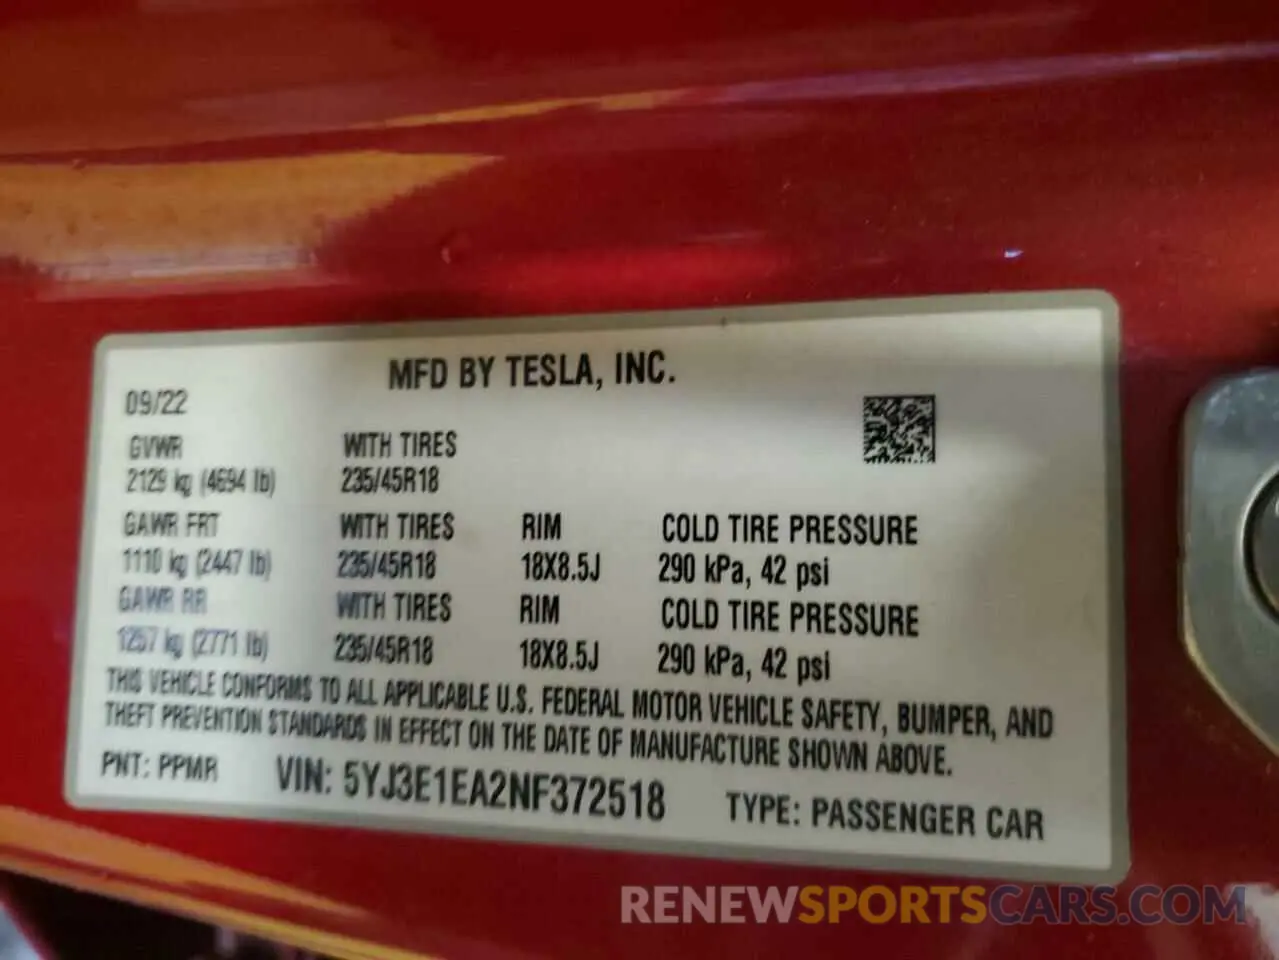 MFD BY TESLA, INC.
09/22
GVWR WITH TIRES
2129 kg (4694 lb) 235/45R18
GAWR FRT WITH TIRES RIM COLD TIRE PRESSURE
1110 kg (2447 lb) 235/45R18 18X8.5J 290 kPa, 42 psi
GAWR RR WITH TIRES RIM COLD TIRE PRESSURE
1257 kg (2771 lb) 235/45R18 18X8.5J 290 kPa, 42 psi
THIS VEHICLE CONFORMS TO ALL APPLICABLE U.S. FEDERAL MOTOR VEHICLE SAFETY, BUMPER, AND
THEFT PREVENTION STANDARDS IN EFFECT ON THE DATE OF MANUFACTURE SHOWN ABOVE.
PNT: PPMR VIN: 5YJ3E1EA2NF372518 TYPE: PASSENGER CAR
RENEWSPORTSCARS.COM